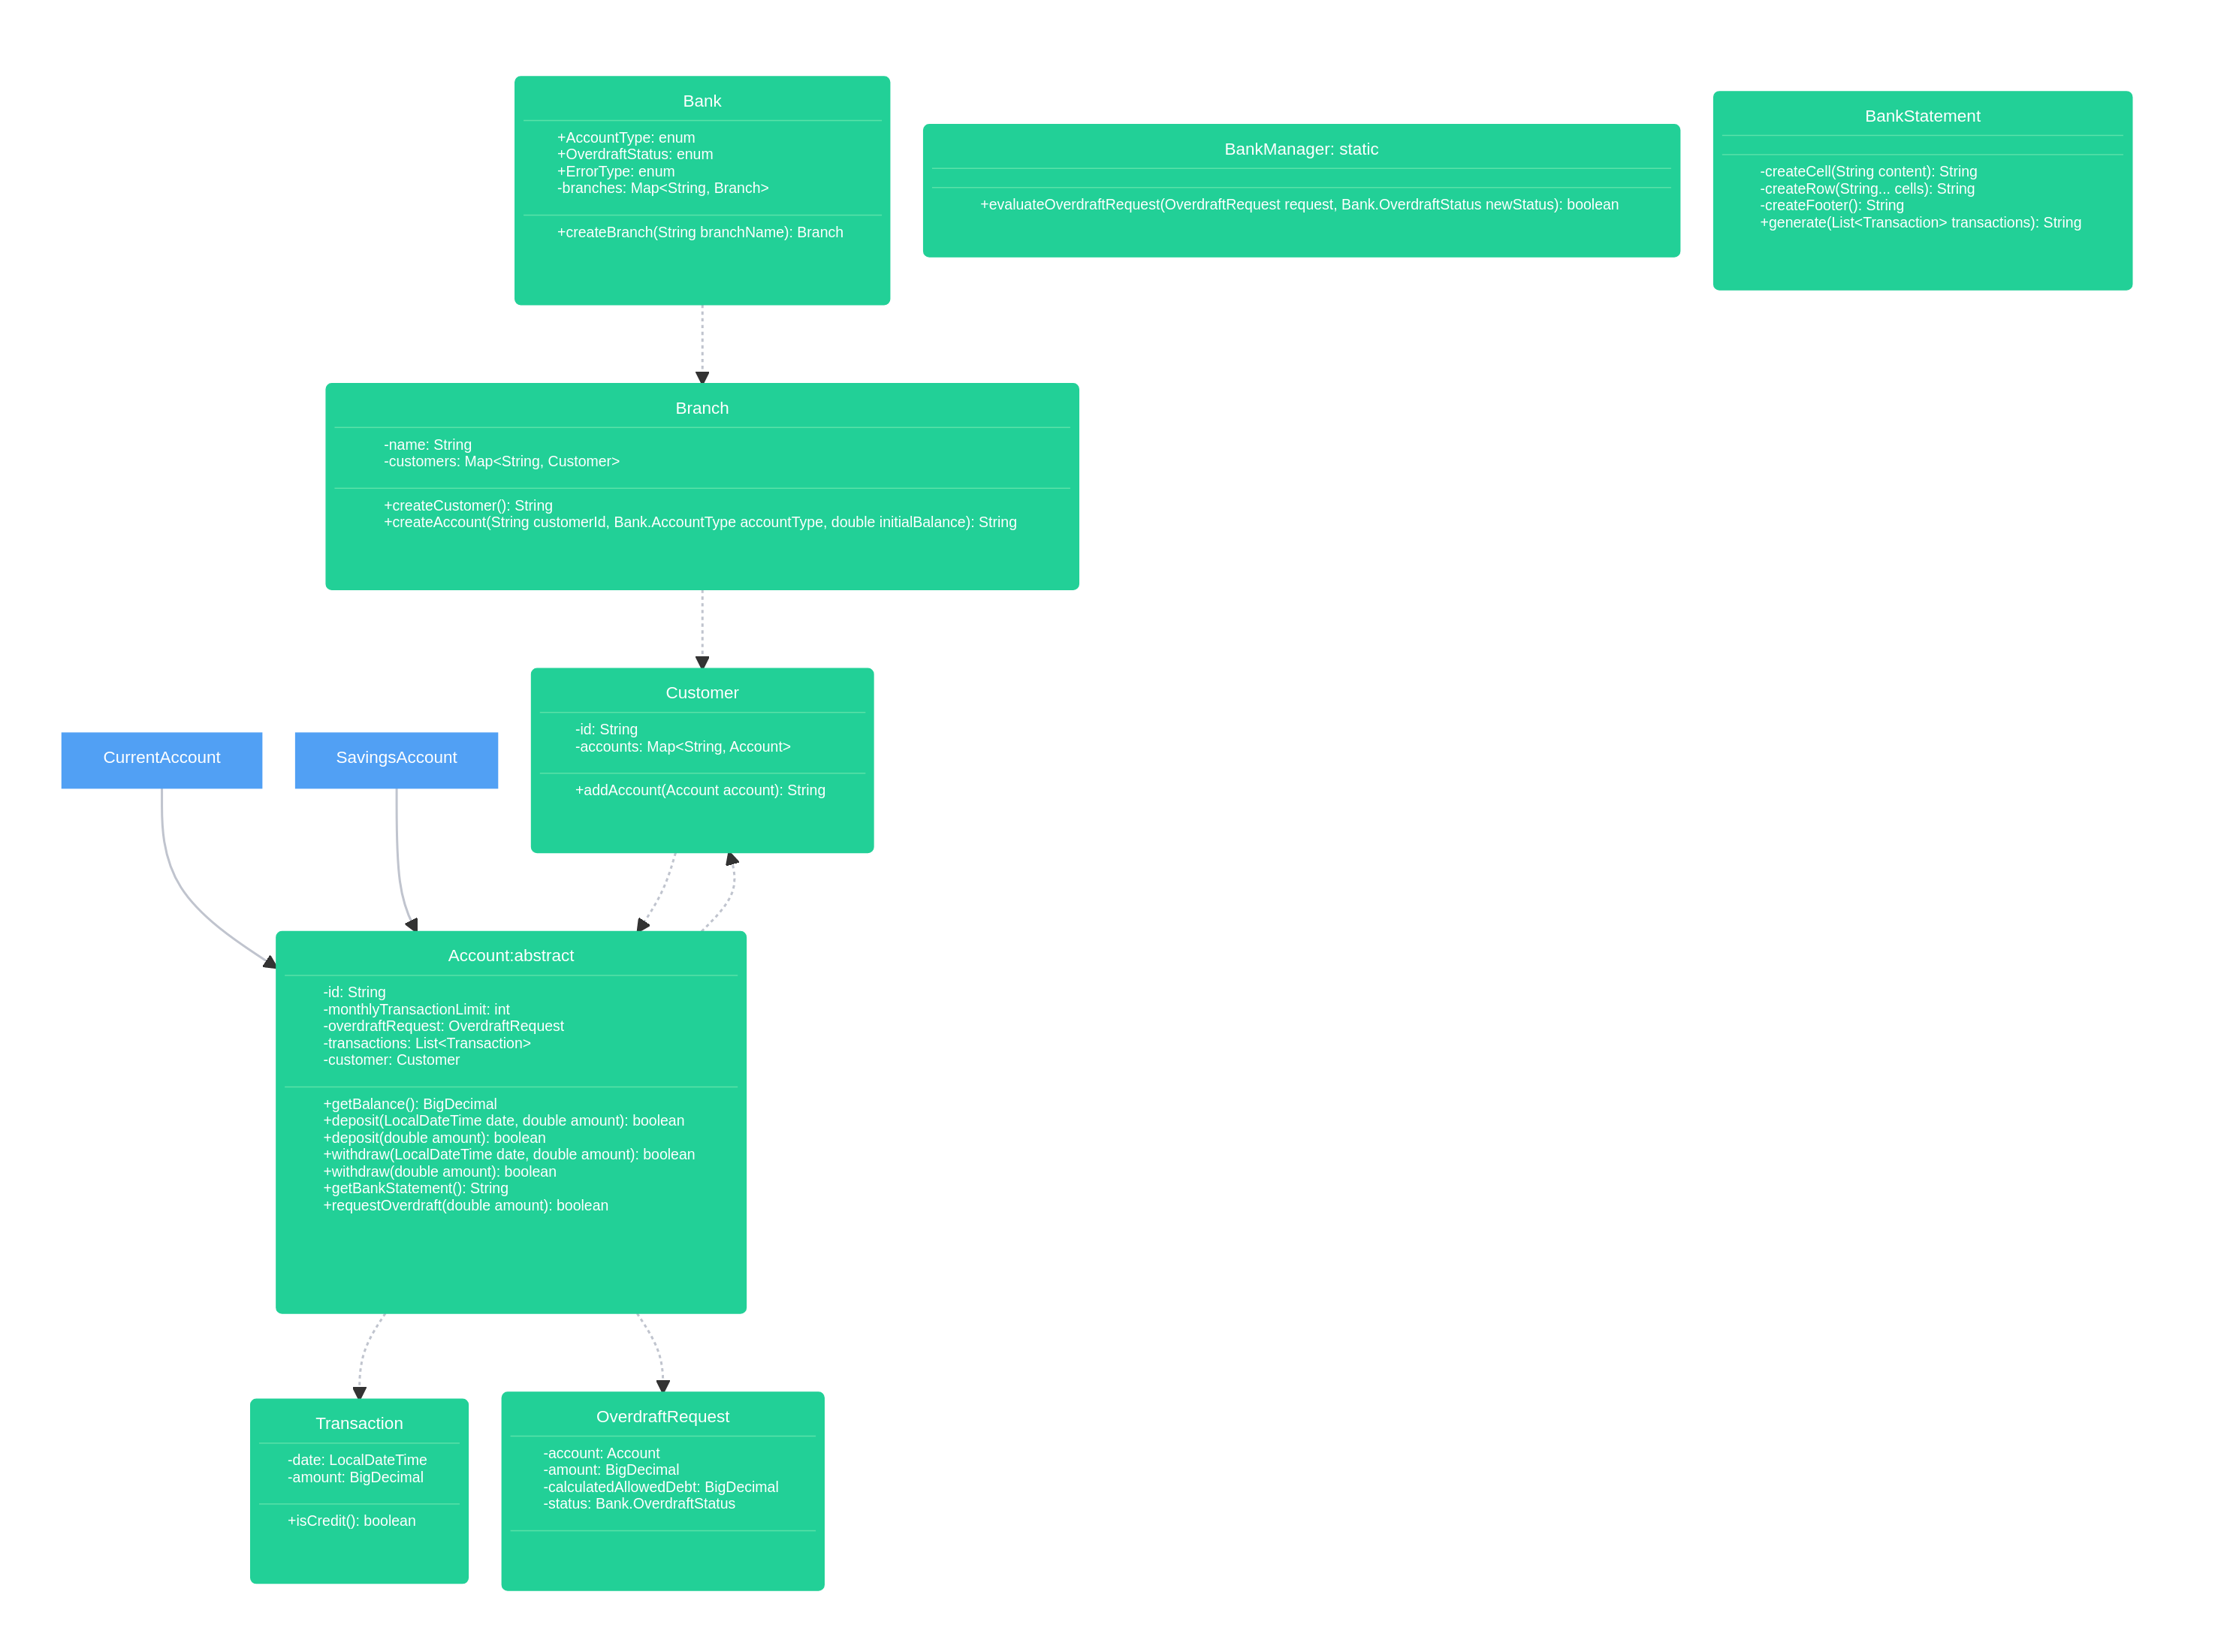 Bank
+AccountType: enum
+OverdraftStatus: enum
+ErrorType: enum
-branches: Map<String, Branch>
+createBranch(String branchName): Branch
BankManager: static
+evaluateOverdraftRequest(OverdraftRequest request, Bank.OverdraftStatus newStatus): boolean
BankStatement
-createCell(String content): String
-createRow(String... cells): String
-createFooter(): String
+generate(List<Transaction> transactions): String
Branch
-name: String
-customers: Map<String, Customer>
+createCustomer(): String
+createAccount(String customerId, Bank.AccountType accountType, double initialBalance): String
CurrentAccount
SavingsAccount
Customer
-id: String
-accounts: Map<String, Account>
+addAccount(Account account): String
Account:abstract
-id: String
-monthlyTransactionLimit: int
-overdraftRequest: OverdraftRequest
-transactions: List<Transaction>
-customer: Customer
+getBalance(): BigDecimal
+deposit(LocalDateTime date, double amount): boolean
+deposit(double amount): boolean
+withdraw(LocalDateTime date, double amount): boolean
+withdraw(double amount): boolean
+getBankStatement(): String
+requestOverdraft(double amount): boolean
Transaction
-date: LocalDateTime
-amount: BigDecimal
+isCredit(): boolean
OverdraftRequest
-account: Account
-amount: BigDecimal
-calculatedAllowedDebt: BigDecimal
-status: Bank.OverdraftStatus